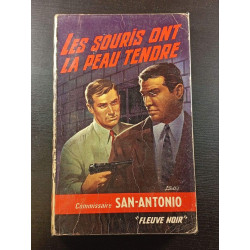 LES SOURIS ONT
LA PEAU TENDRE
Commissaire SAN-ANTONIO
"FLEUVE NOIR"